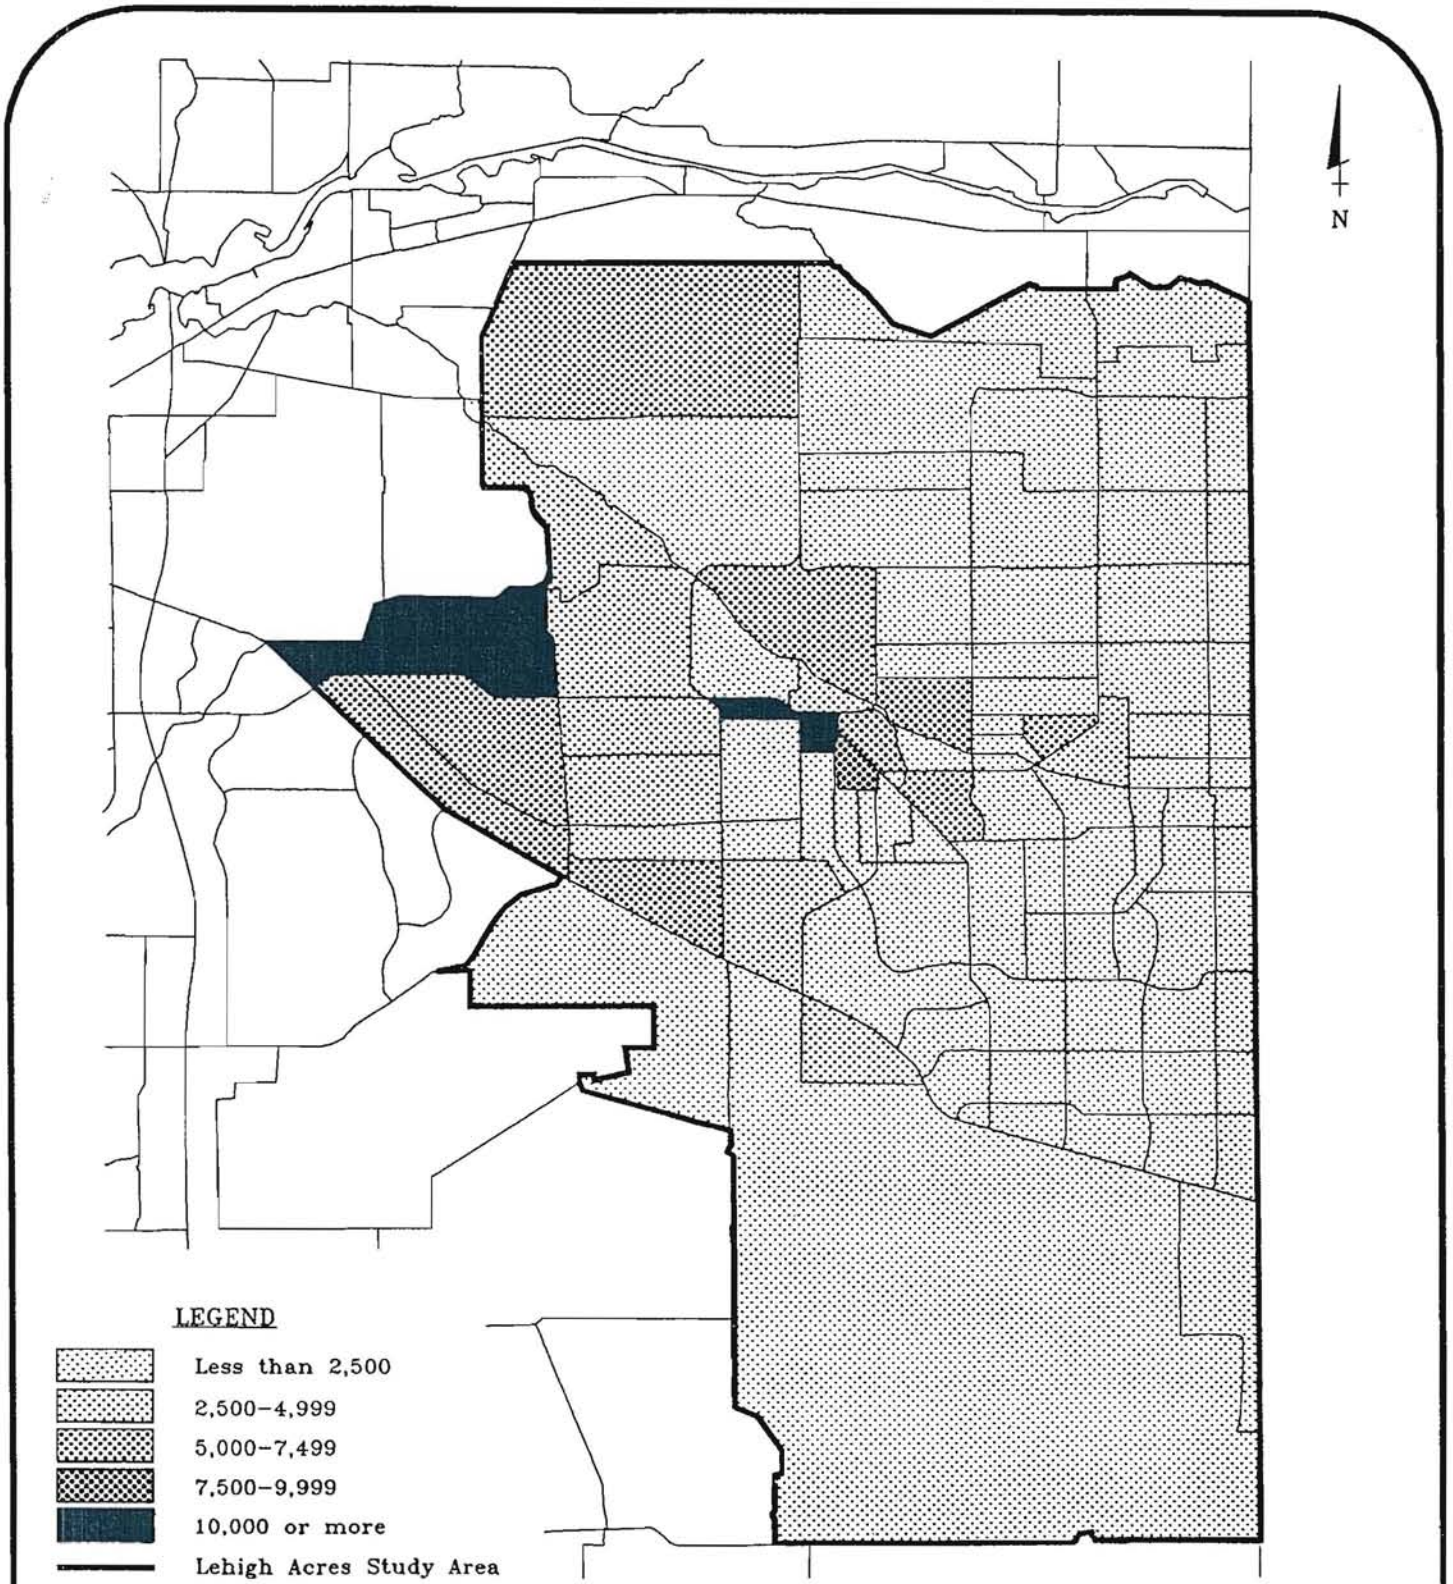 N
LEGEND
Less than 2,500
2,500-4,999
5,000-7,499
7,500-9,999
10,000 or more
Lehigh Acres Study Area